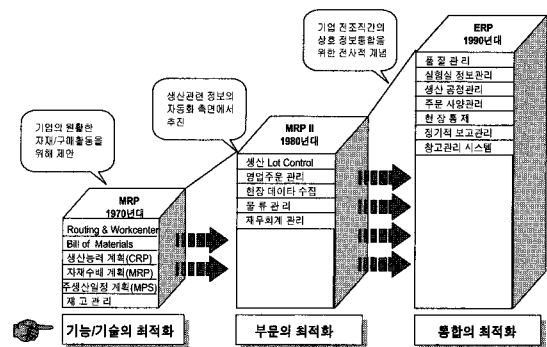 ERP
1990년대
기업 전조직간의
상호 정보통합을
위한 전사적 개념
품 질 관 리
실험실 정보관리
생산 공정관리
주문 사양관리
현 장 통 제
정기적 보고관리
창고관리 시스템
생산관련 정보의
자동화 측면에서
추진
MRP II
1980년대
생산 Lot Control
영업주문 관리
현장 데이타 수집
물 류 관 리
재무회계 관리
기업의 원활한
자재/구매활동을
위해 제안
MRP
1970년대
Routing & Workcenter
Bill of Materials
생산능력 계획(CRP)
자재수배 계획(MRP)
주생산일정 계획(MPS)
재 고 관 리
기능/기술의 최적화
부문의 최적화
통합의 최적화